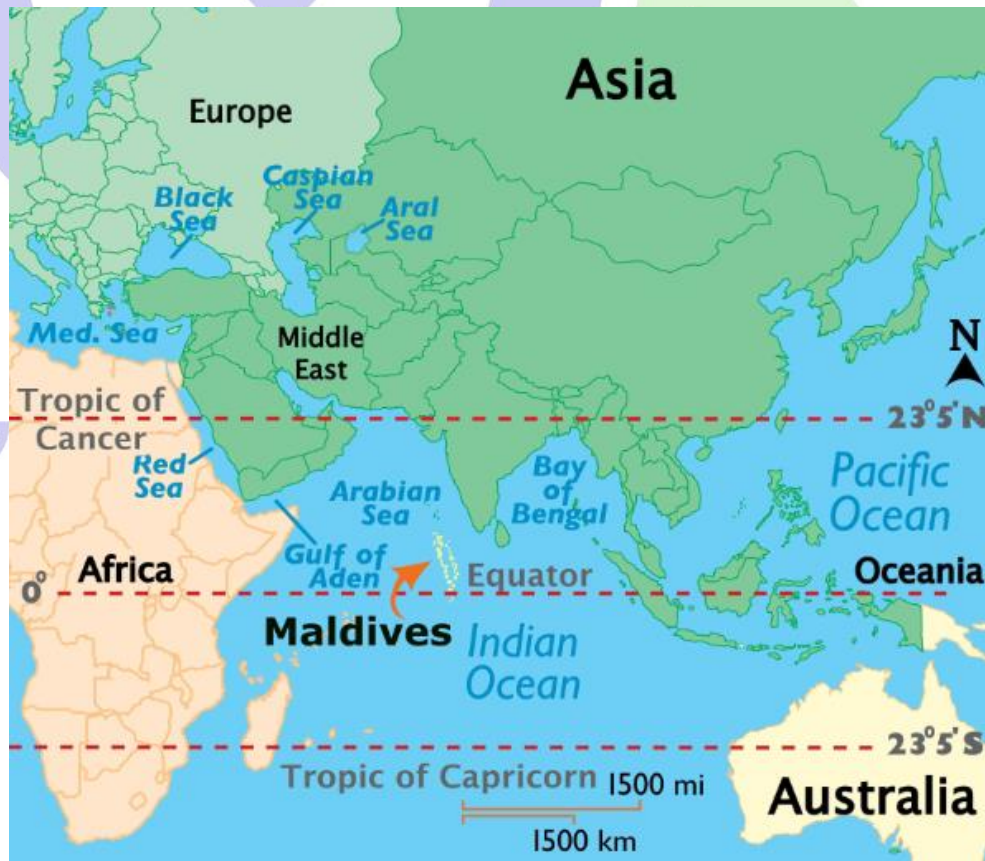 Asia
Europe
Caspian
Sea
Black
Sea
Aral
Sea
Med. Sea
Middle
East
N
Tropic of
Cancer
23°5'N
Red
Sea
Arabian
Sea
Bay
of
Bengal
Pacific
Ocean
Gulf of
Aden
Africa
Equator
Oceania
0°
Maldives
Indian
Ocean
23°5'S
Tropic of Capricorn
1500 mi
1500 km
Australia